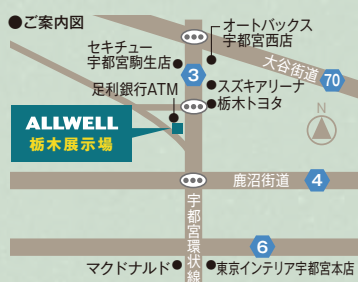 ●ご案内図
オートバックス
宇都宮西店
セキチュー
宇都宮駒生店
3
大谷街道
70
足利銀行ATM
スズキアリーナ
栃木トヨタ
N
ALLWELL
栃木展示場
鹿沼街道
4
宇都宮環状線
6
マクドナルド
東京インテリア宇都宮本店